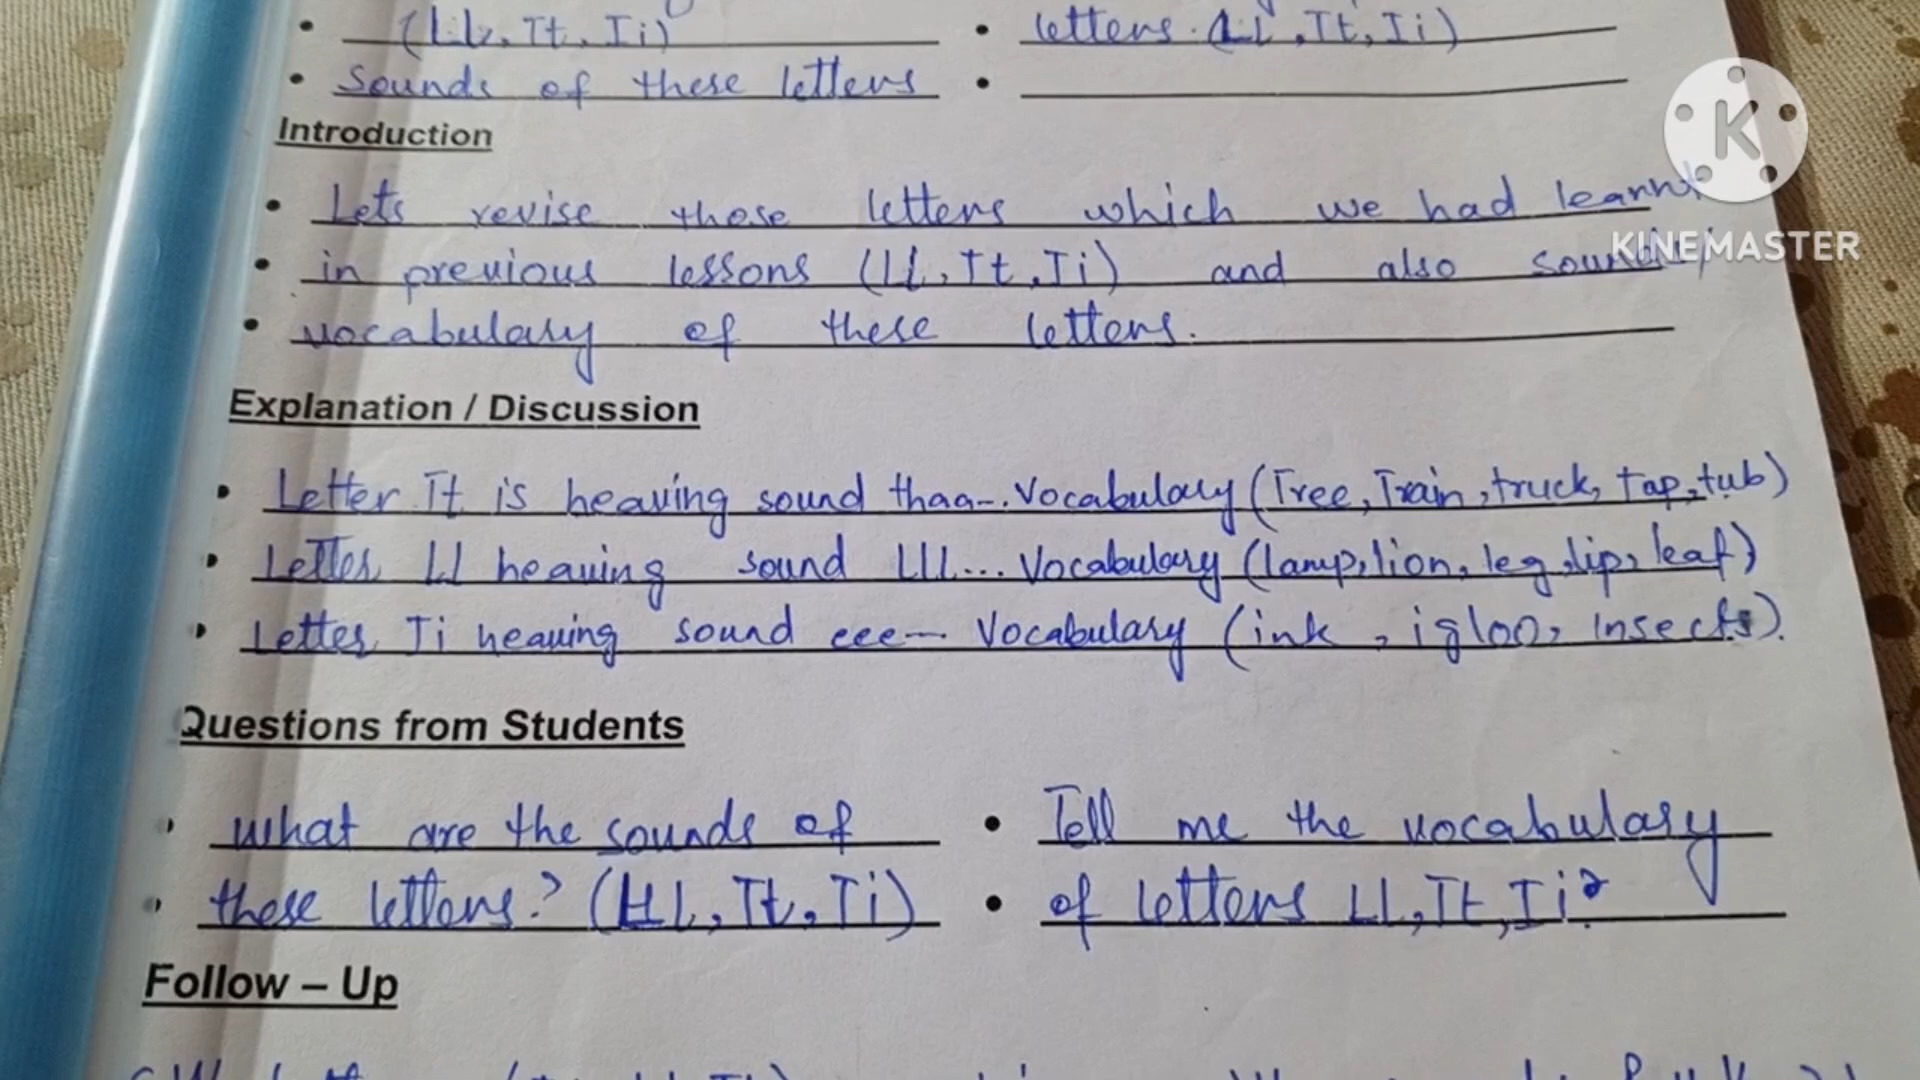 (LL, Tt, Ii)
letters. (Ll, Tt, Ii)
Sounds of these letters
Introduction
Lets revise those letters which we had learnt
in previous lessons (Ll, Tt, Ii) and also
vocabulary of these letters.
Explanation / Discussion
Letter Tt is heaving sound thaa... Vocabulary (Tree, Train, truck, tap, tub)
Letter Ll heaving sound LLL... Vocabulary (lamp, lion, leg, lip, leaf)
Letter Ii heaving sound eee— Vocabulary (ink, igloo, insects).
Questions from Students
What are the sounds of
these letters? (LL, Tt, Ii)
Tell me the vocabulary
of letters Ll, Tt, Ii?
Follow – Up
KINEMASTER